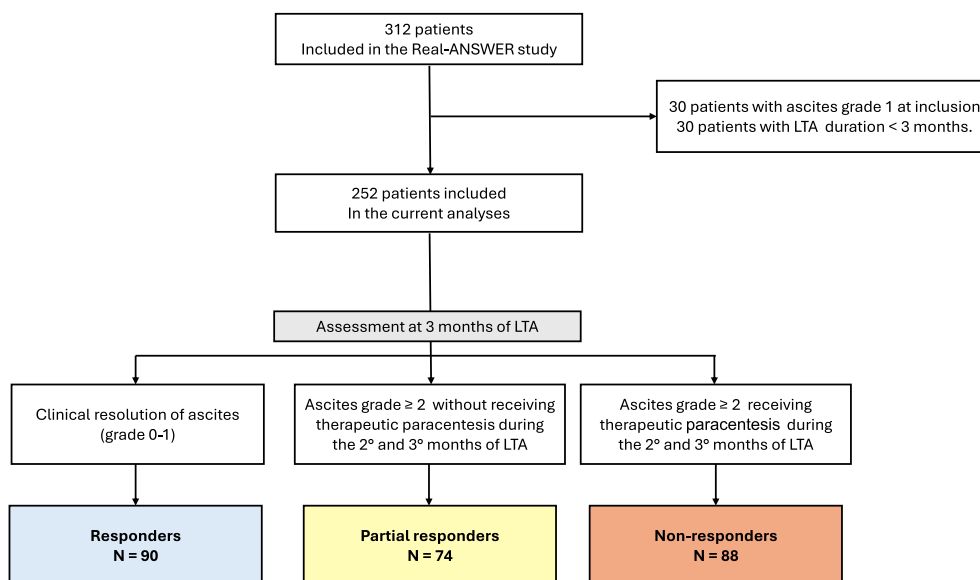 312 patients
Included in the Real-ANSWER study
30 patients with ascites grade 1 at inclusion
30 patients with LTA duration < 3 months.
252 patients included
In the current analyses
Assessment at 3 months of LTA
Clinical resolution of ascites
(grade 0-1)
Ascites grade ≥ 2 without receiving
therapeutic paracentesis during
the 2º and 3º months of LTA
Ascites grade ≥ 2 receiving
therapeutic paracentesis during
the 2º and 3º months of LTA
Responders
N = 90
Partial responders
N = 74
Non-responders
N = 88